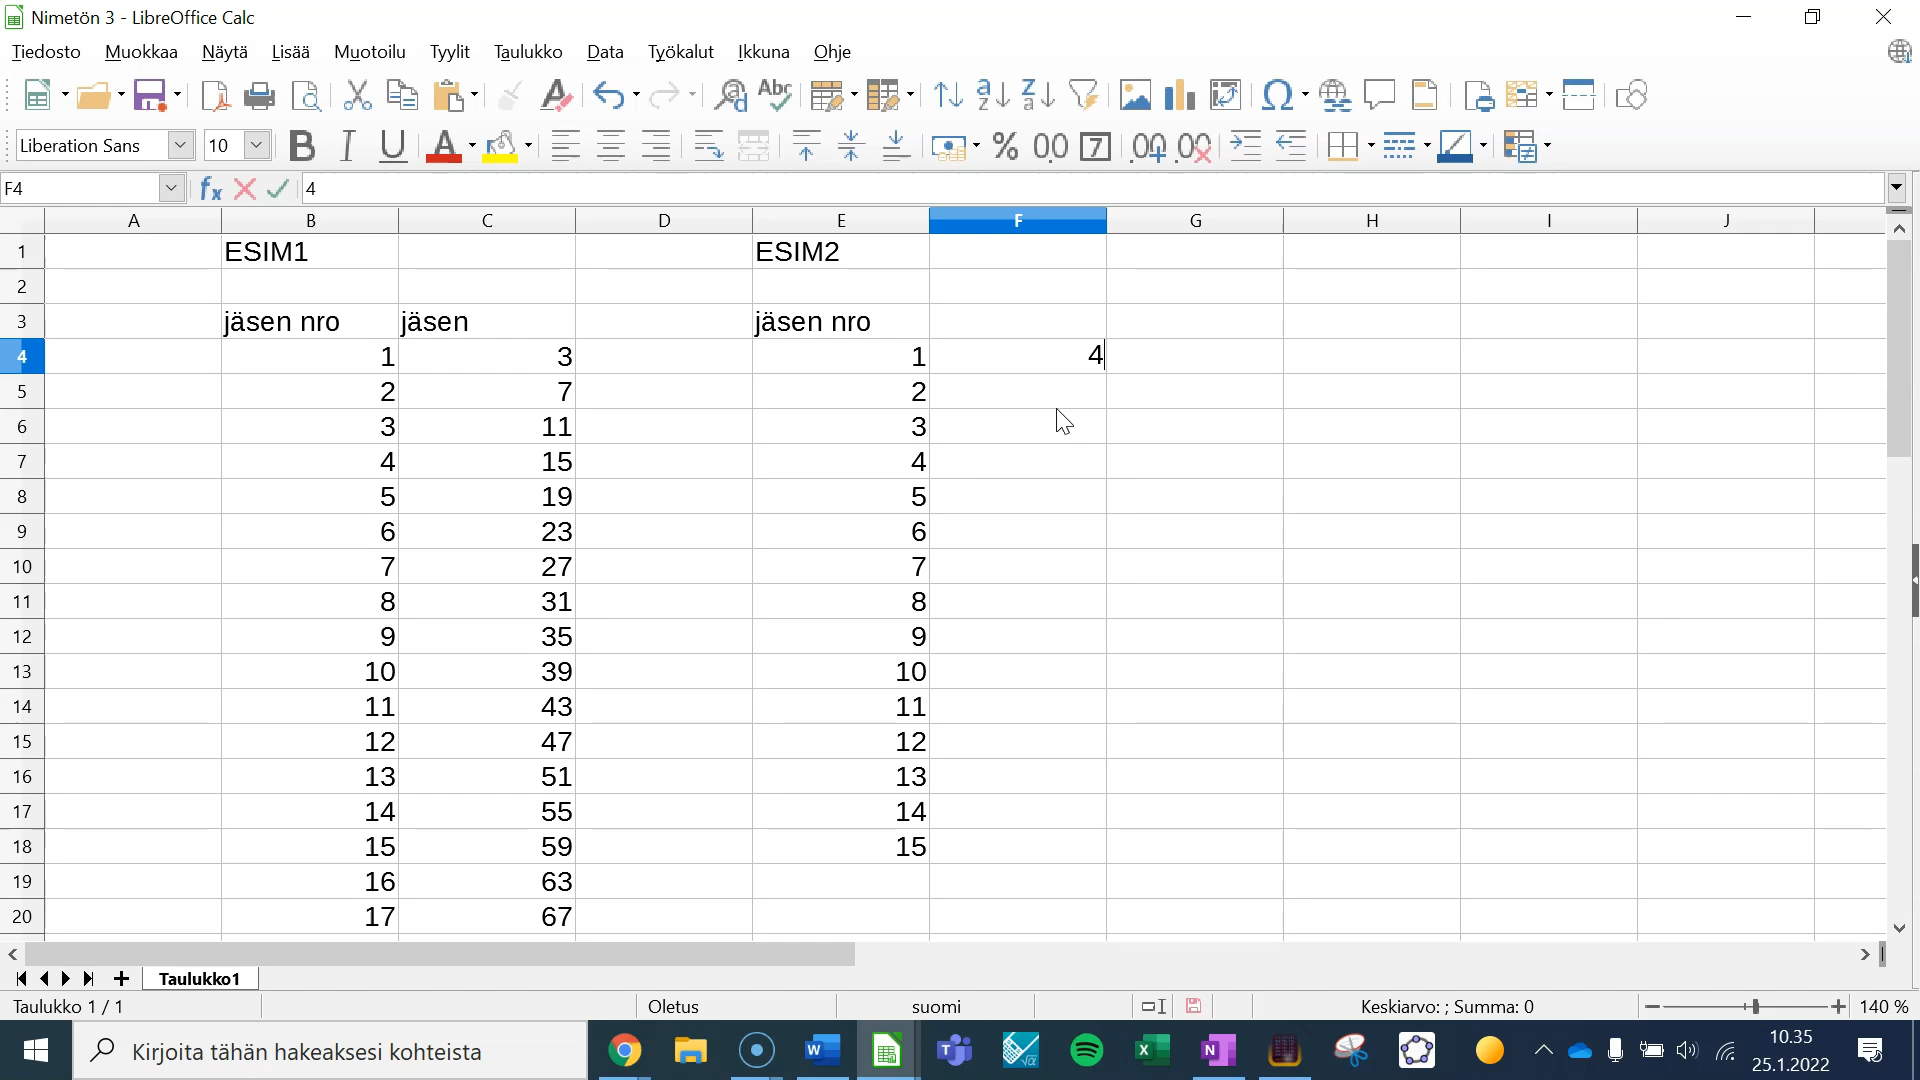 Nimetön 3 - LibreOffice Calc
Tiedosto Muokkaa Näytä Lisää Muotoilu Tyylit Taulukko Data Työkalut Ikkuna Ohje
Liberation Sans 10
F4 4
A B C D E F G H I J
1 ESIM1 ESIM2
2
3 jäsen nro jäsen jäsen nro
4 1 3 1 4
5 2 7 2
6 3 11 3
7 4 15 4
8 5 19 5
9 6 23 6
10 7 27 7
11 8 31 8
12 9 35 9
13 10 39 10
14 11 43 11
15 12 47 12
16 13 51 13
17 14 55 14
18 15 59 15
19 16 63
20 17 67
Taulukko1
Taulukko 1 / 1 Oletus suomi Keskiarvo: ; Summa: 0 140 %
Kirjoita tähän hakeaksesi kohteista
10.35
25.1.2022